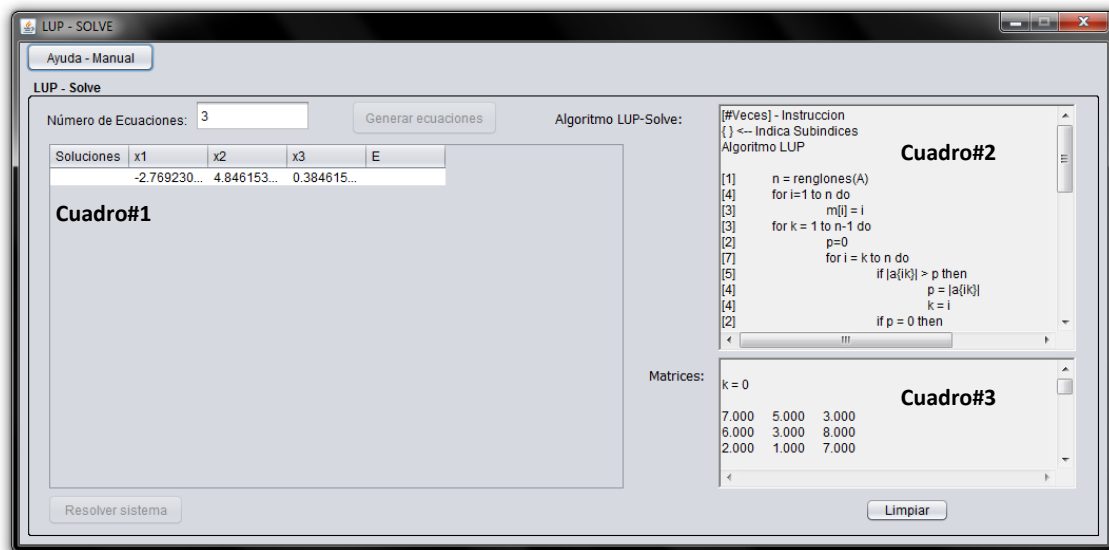 LUP - SOLVE
Ayuda - Manual
LUP - Solve
Número de Ecuaciones: 3 Generar ecuaciones
Soluciones x1 x2 x3 E
-2.769230... 4.846153... 0.384615...
Cuadro#1
Resolver sistema
Algoritmo LUP-Solve:
[#Veces] - Instruccion
{ } <-- Indica Subindices
Algoritmo LUP
Cuadro#2
[1] n = renglones(A)
[4] for i=1 to n do
[3] m[i] = i
[3] for k = 1 to n-1 do
[2] p=0
[7] for i = k to n do
[5] if |a{ik}| > p then
[4] p = |a{ik}|
[4] k = i
[2] if p = 0 then
Matrices:
k = 0
Cuadro#3
7.000 5.000 3.000
6.000 3.000 8.000
2.000 1.000 7.000
Limpiar